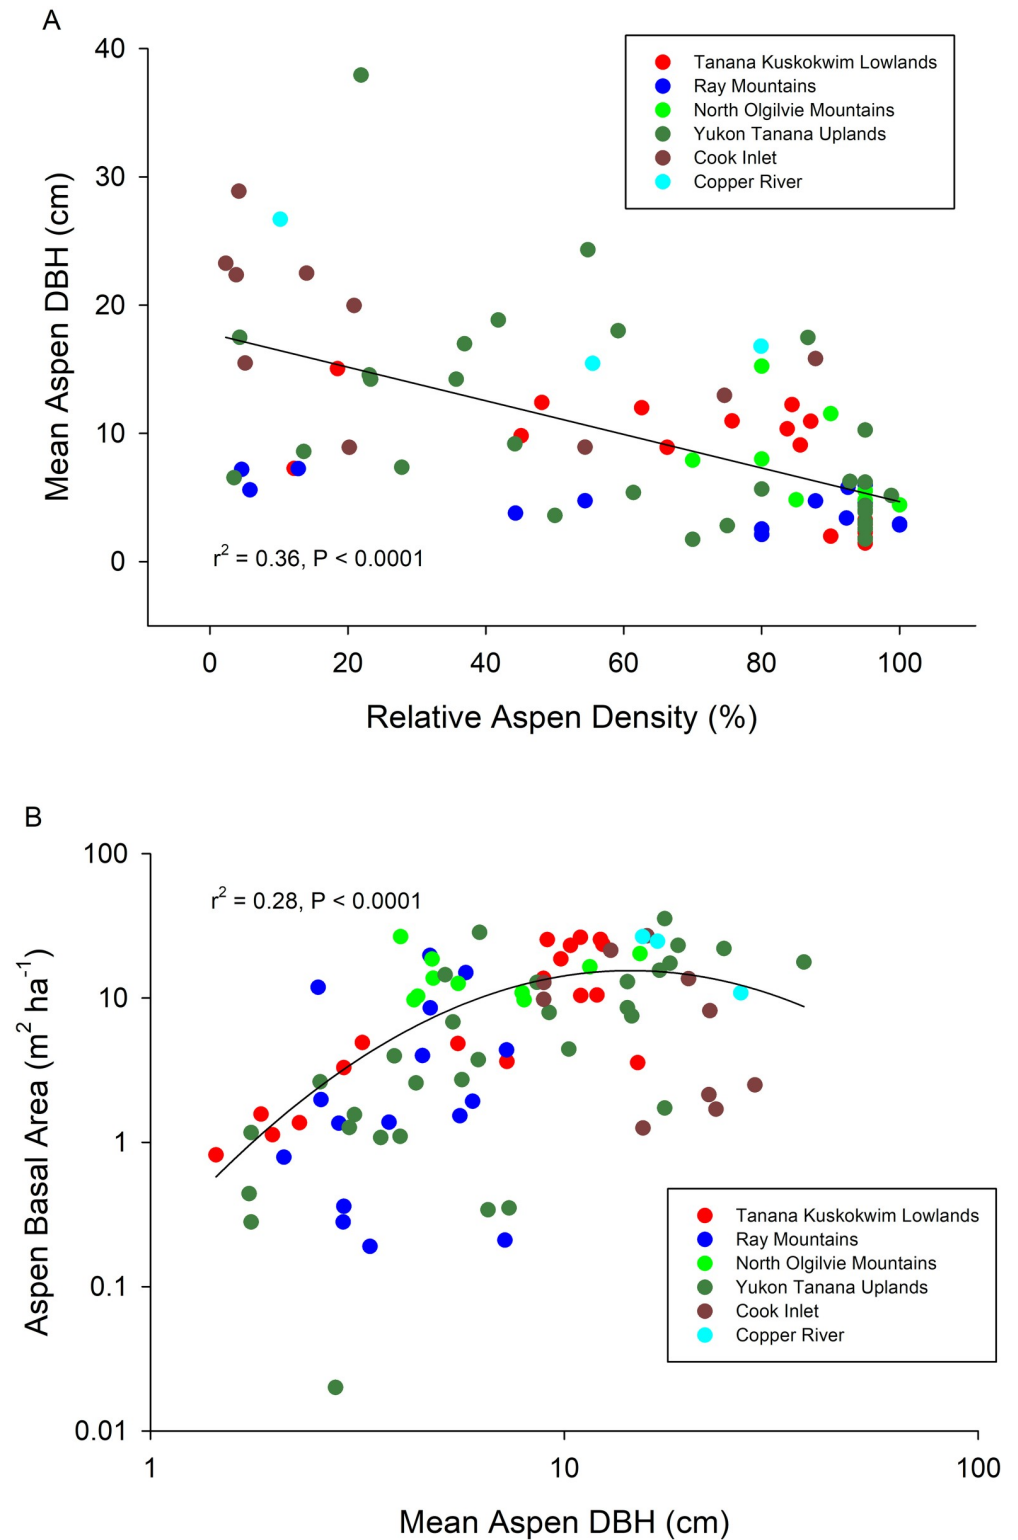 A
40
30
20
10
0
Mean Aspen DBH (cm)
Tanana Kuskokwim Lowlands
Ray Mountains
North Olgilvie Mountains
Yukon Tanana Uplands
Cook Inlet
Copper River
r² = 0.36, P < 0.0001
0 20 40 60 80 100
Relative Aspen Density (%)
B
100
10
1
0.1
0.01
Aspen Basal Area (m² ha⁻¹)
r² = 0.28, P < 0.0001
Tanana Kuskokwim Lowlands
Ray Mountains
North Olgilvie Mountains
Yukon Tanana Uplands
Cook Inlet
Copper River
1 10 100
Mean Aspen DBH (cm)